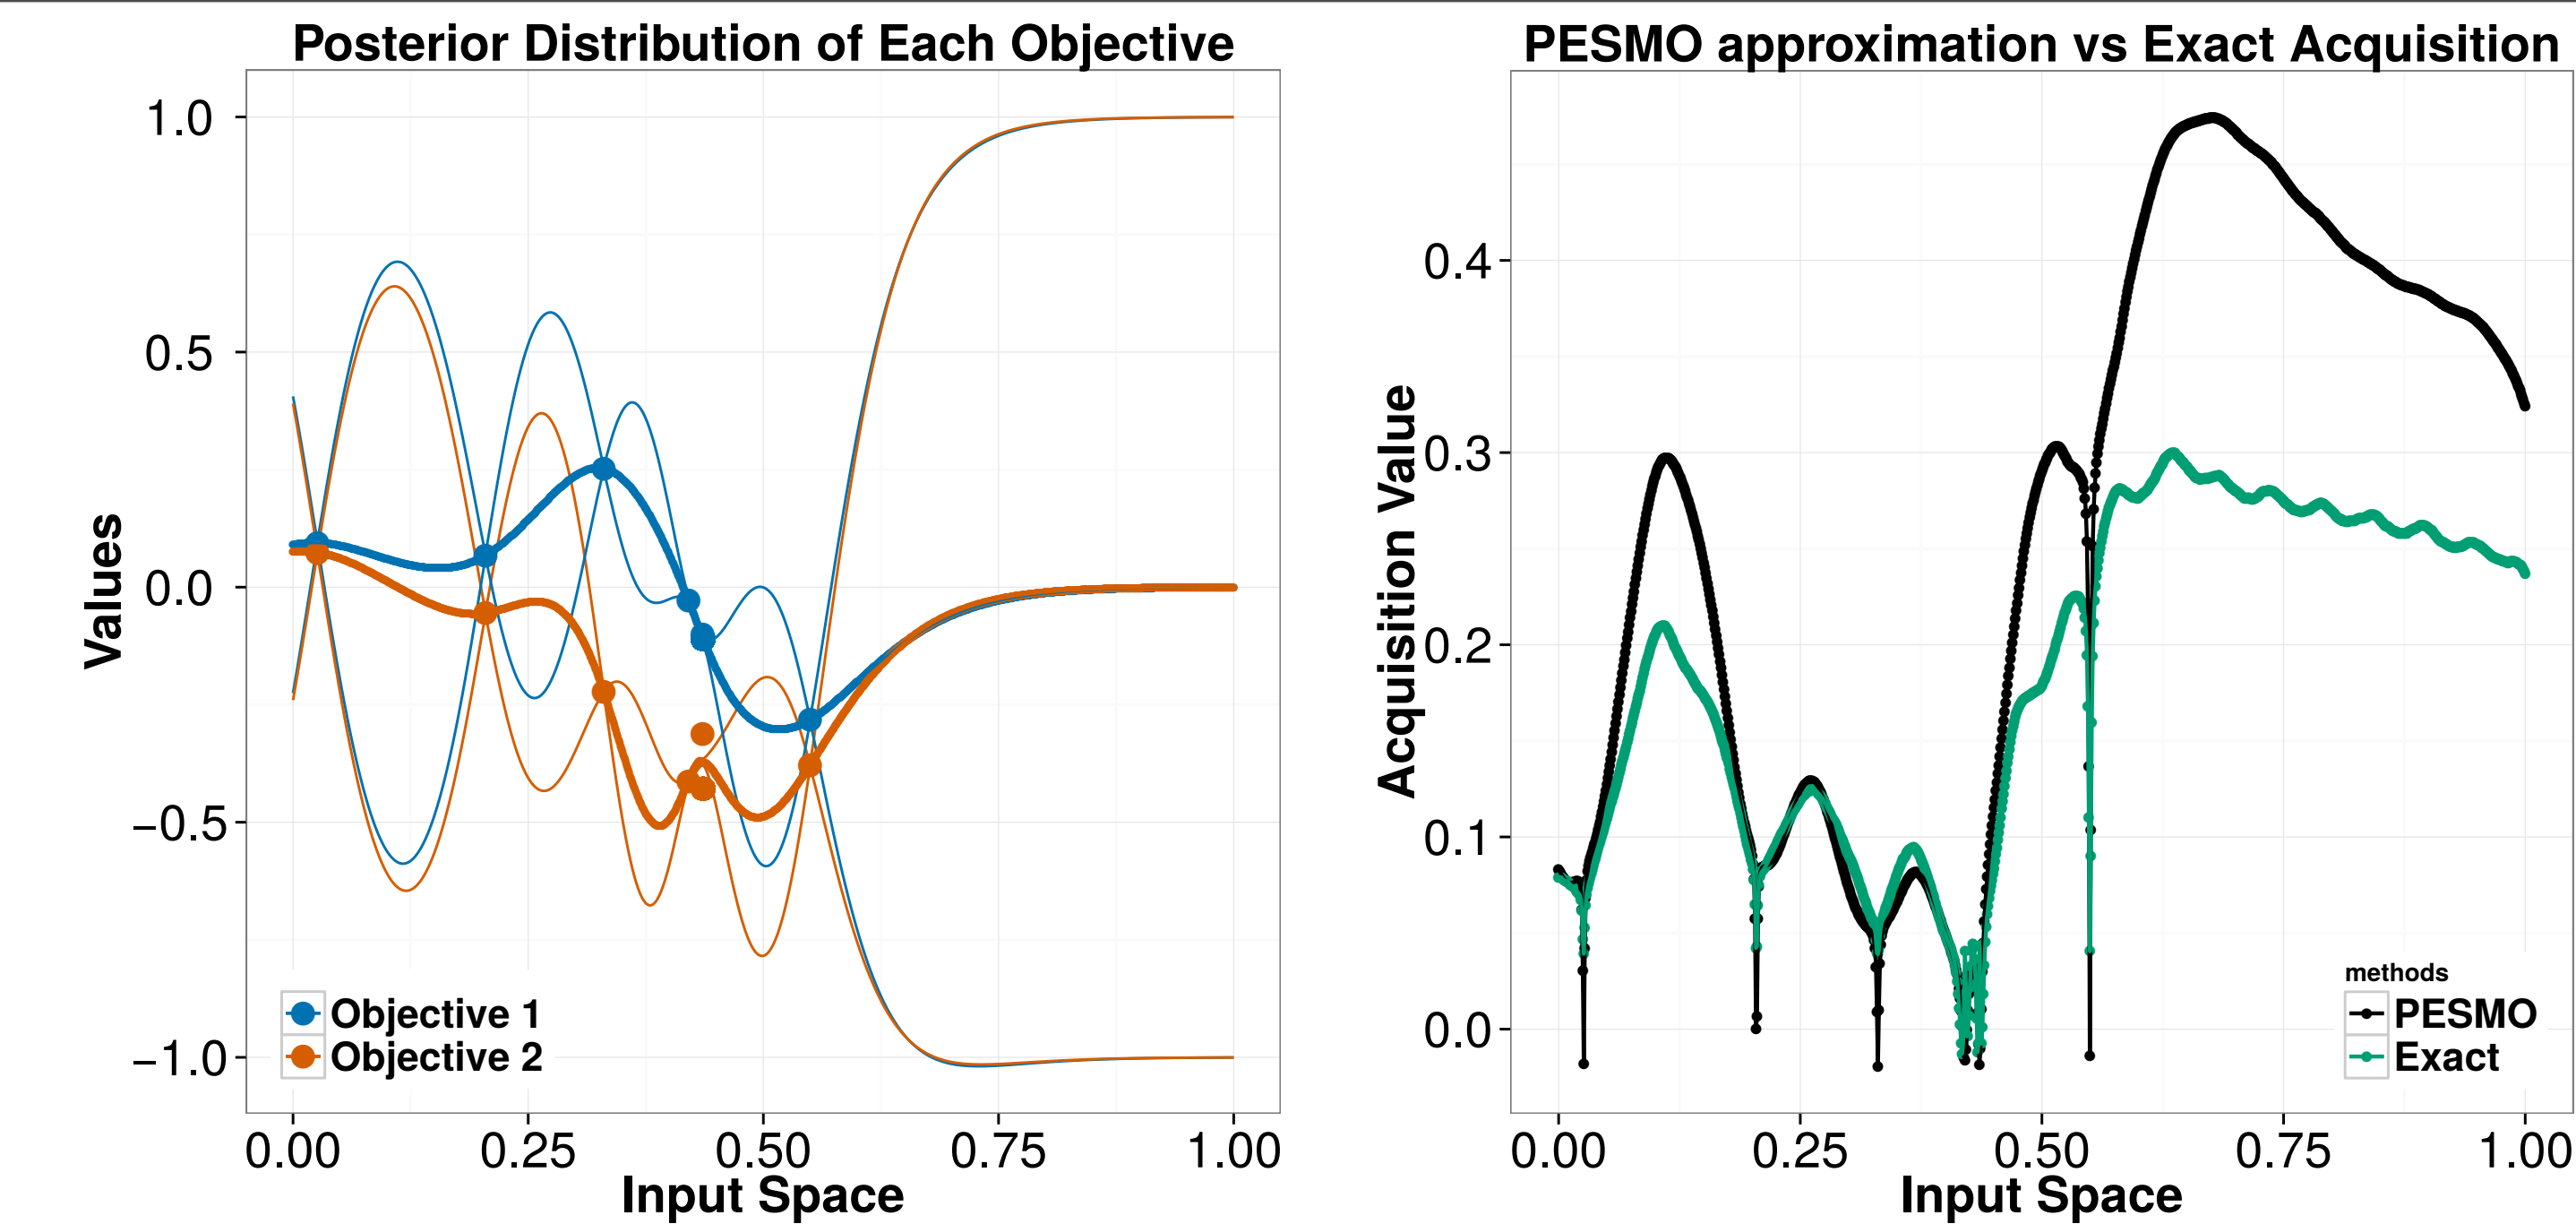 Posterior Distribution of Each Objective
Values
1.0
0.5
0.0
−0.5
−1.0
Objective 1
Objective 2
0.00 0.25 0.50 0.75 1.00
Input Space
PESMO approximation vs Exact Acquisition
Acquisition Value
0.4
0.3
0.2
0.1
0.0
methods
PESMO
Exact
0.00 0.25 0.50 0.75 1.00
Input Space